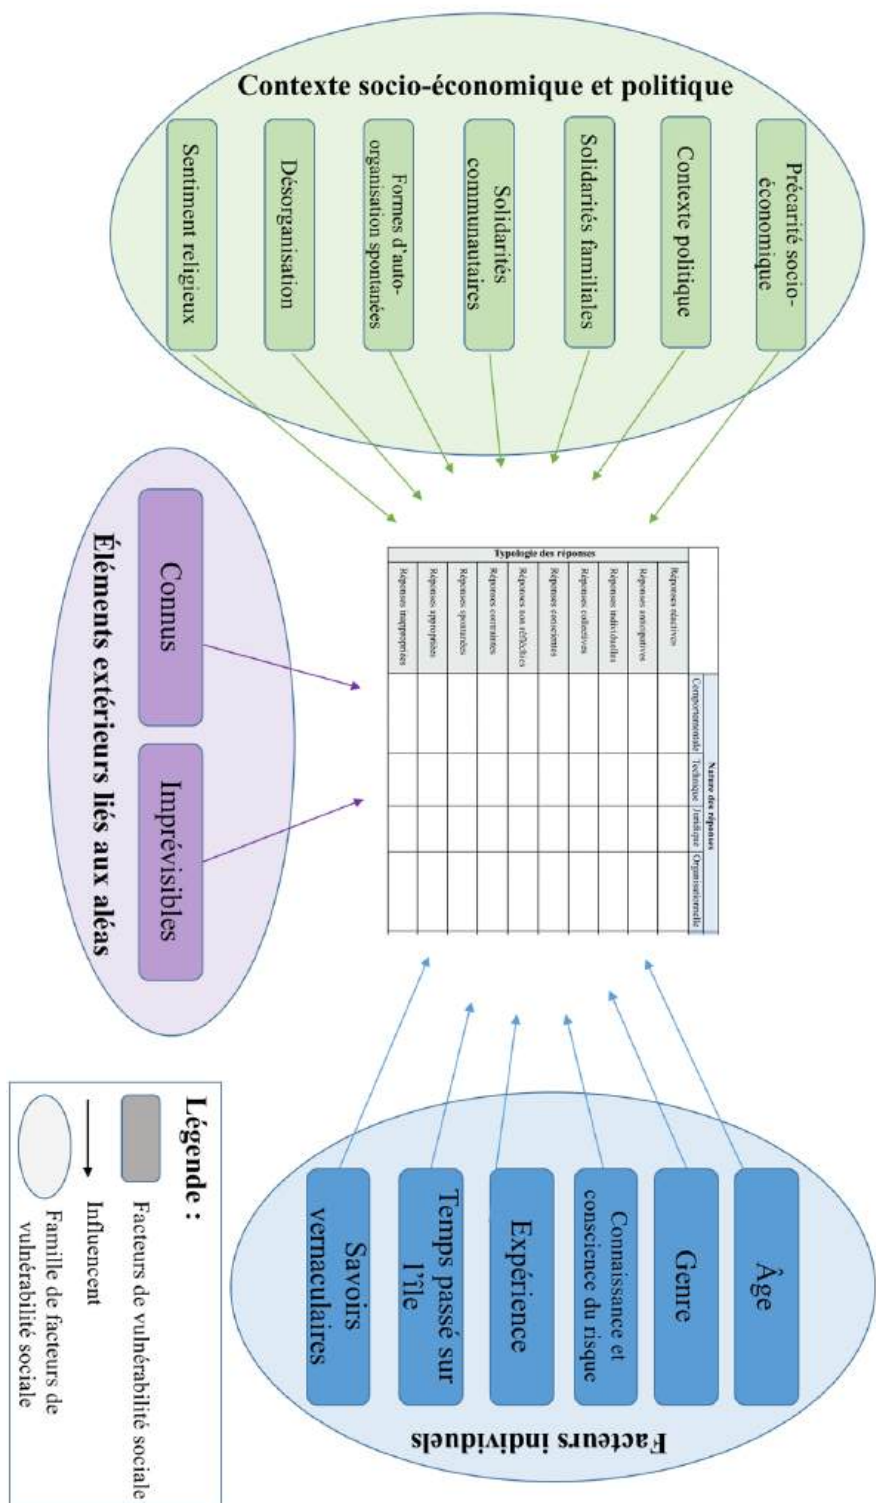 Contexte socio-économique et politique
Précarité socio-
économique
Contexte politique
Solidarités familiales
Solidarités
communautaires
Formes d'auto-
organisation spontanées
Désorganisation
Sentiment religieux
Nature des réponses
Comportementale
Technique
Juridique
Organisationnelle
Typologie des réponses
Réponses réactives
Réponses anticipatives
Réponses individuelles
Réponses collectives
Réponses conscientes
Réponses non réfléchies
Réponses contraintes
Réponses spontanées
Réponses appropriées
Réponses inappropriées
Facteurs individuels
Âge
Genre
Connaissance et
conscience du risque
Expérience
Temps passé sur
l'île
Savoirs
vernaculaires
Connus
Imprévisibles
Éléments extérieurs liés aux aléas
Légende :
Facteurs de vulnérabilité sociale
Influencent
Famille de facteurs de
vulnérabilité sociale